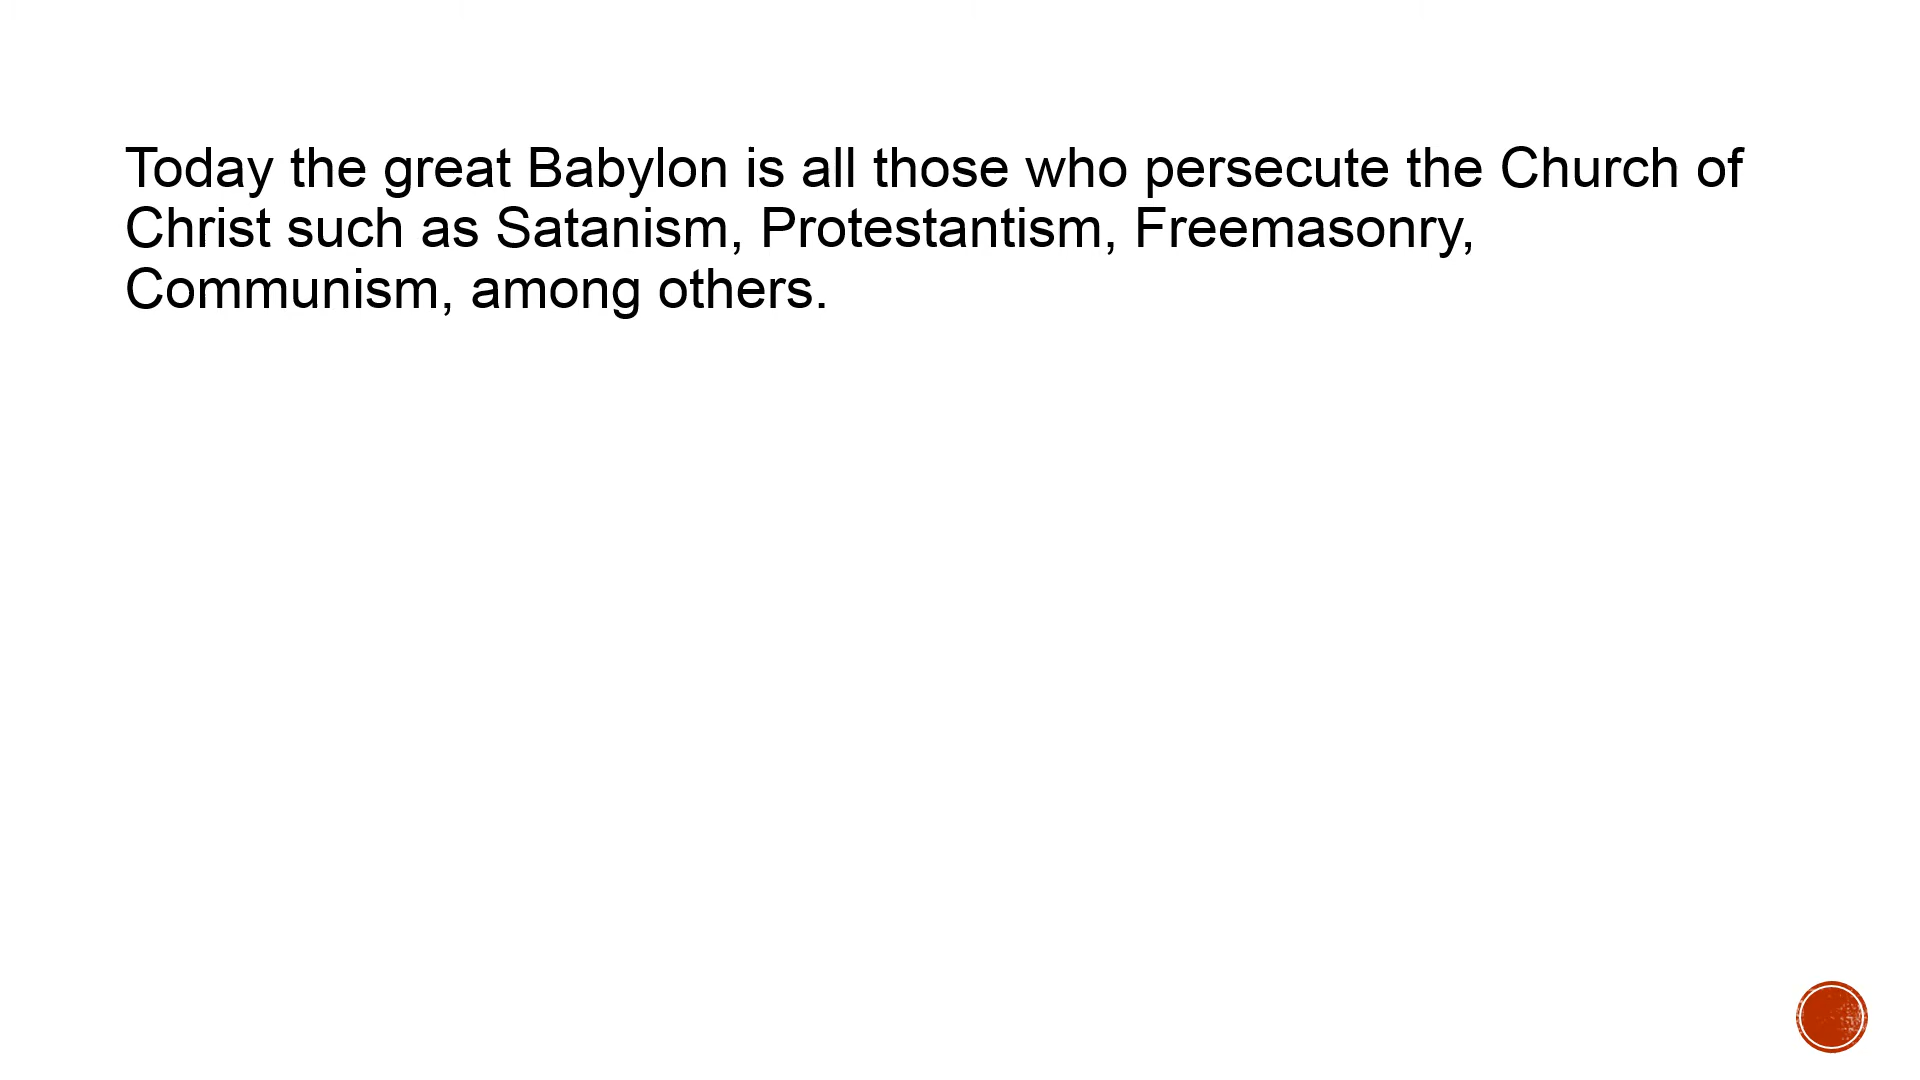 Today the great Babylon is all those who persecute the Church of
Christ such as Satanism, Protestantism, Freemasonry,
Communism, among others.